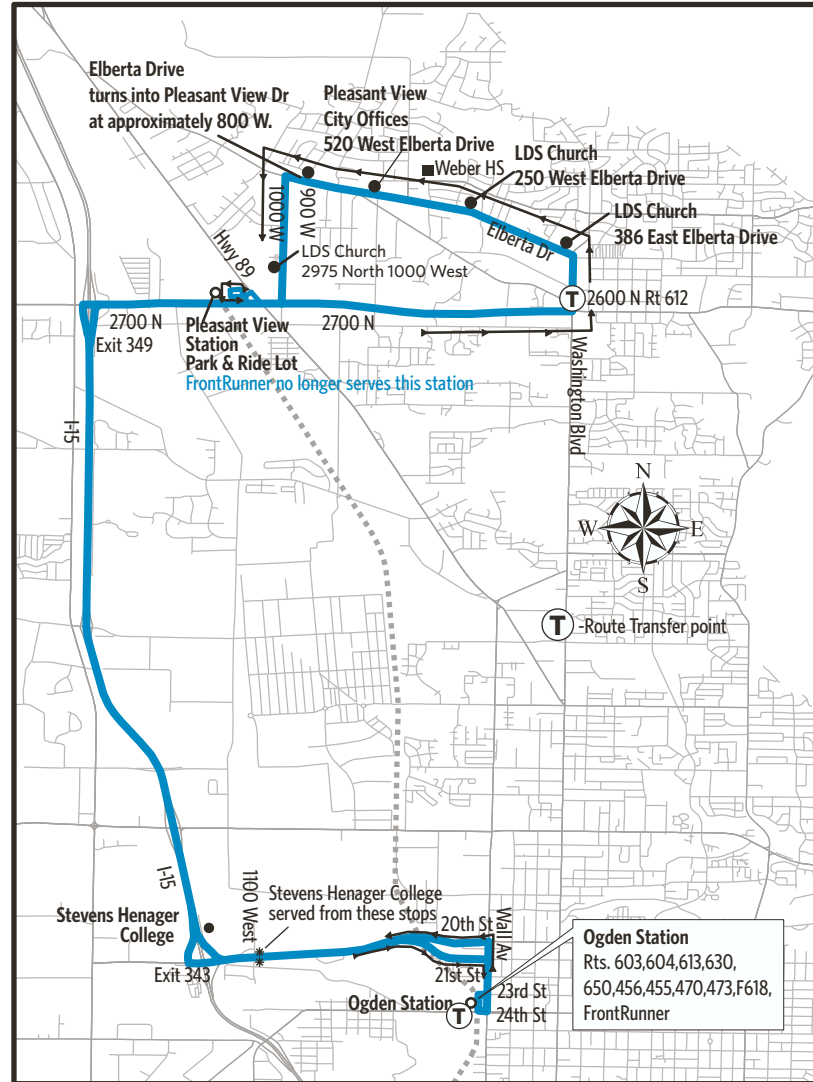 Elberta Drive
turns into Pleasant View Dr
at approximately 800 W.
Pleasant View
City Offices
520 West Elberta Drive
Weber HS
LDS Church
250 West Elberta Drive
LDS Church
386 East Elberta Drive
1000 W
900 W
Elberta Dr
Hwy 89
LDS Church
2975 North 1000 West
T
2600 N Rt 612
2700 N
2700 N
Exit 349
Pleasant View
Station
Park & Ride Lot
FrontRunner no longer serves this station
Washington Blvd
I-15
N
W
E
S
T
-Route Transfer point
I-15
1100 West
Stevens Henager College
served from these stops
Stevens Henager
College
20th St
Wall Av
Exit 343
21st St
23rd St
24th St
Ogden Station
T
Ogden Station
Rts. 603,604,613,630,
650,456,455,470,473,F618,
FrontRunner